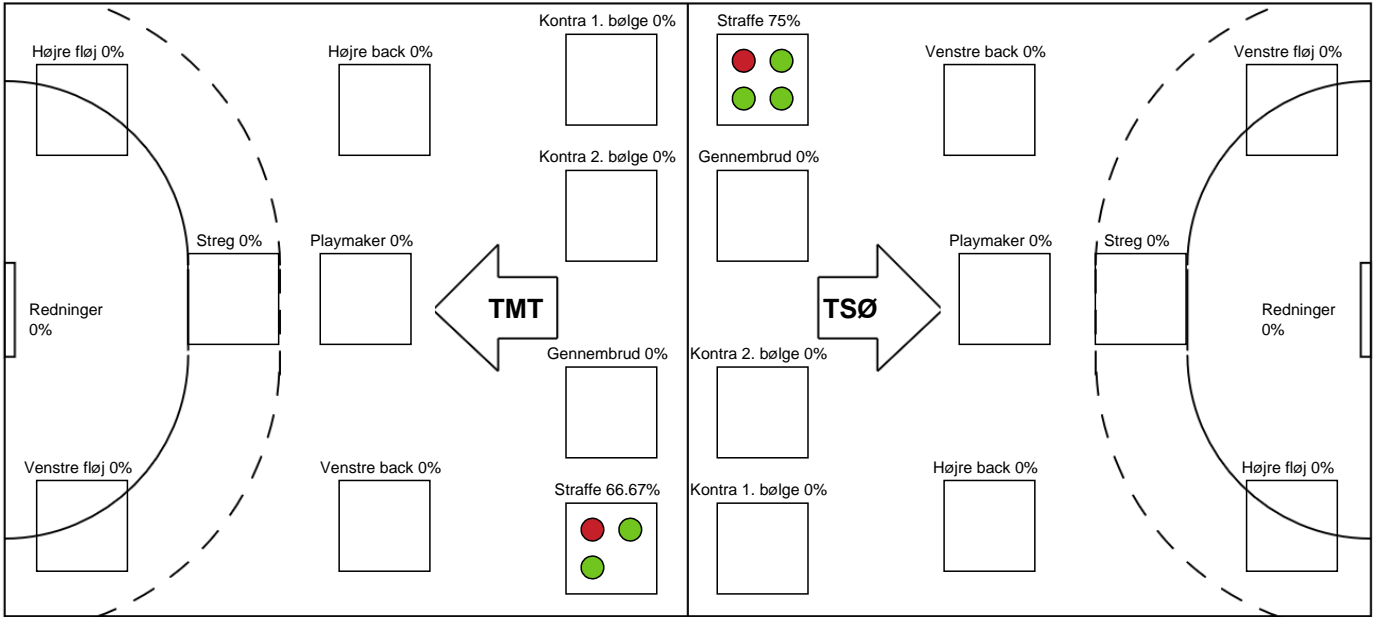 Kontra 1. bølge 0%
Straffe 75%
Højre fløj 0%
Højre back 0%
Venstre back 0%
Venstre fløj 0%
Kontra 2. bølge 0%
Gennembrud 0%
Streg 0%
Playmaker 0%
Playmaker 0%
Streg 0%
Redninger
0%
TMT
TSØ
Redninger
0%
Gennembrud 0%
Kontra 2. bølge 0%
Venstre fløj 0%
Venstre back 0%
Højre back 0%
Højre fløj 0%
Straffe 66.67%
Kontra 1. bølge 0%